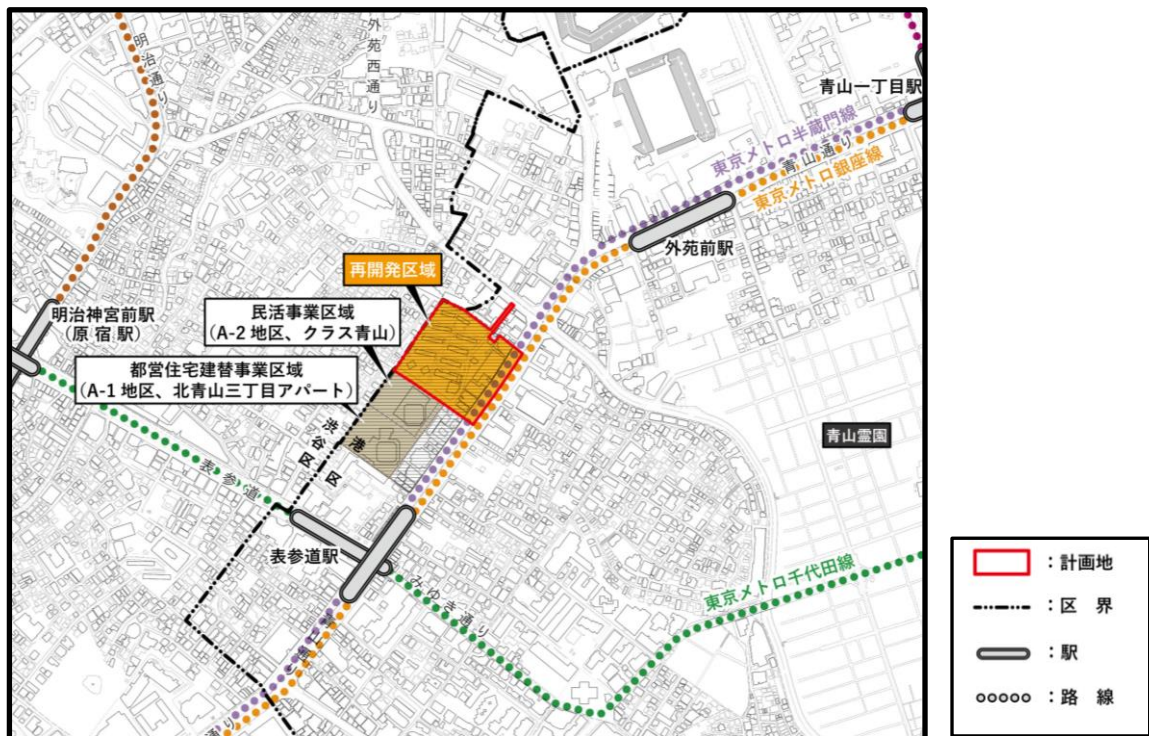 明治通り
外苑西通り
青山一丁目駅
東京メトロ半蔵門線
青山通り
東京メトロ銀座線
外苑前駅
再開発区域
民活事業区域
(A-2 地区、クラス青山)
明治神宮前駅
(原 宿 駅)
都営住宅建替事業区域
(A-1 地区、北青山三丁目アパート)
渋谷区
港区
青山霊園
表参道
表参道駅
みゆき通り
東京メトロ千代田線
通り
：計画地
：区 界
：駅
：路 線